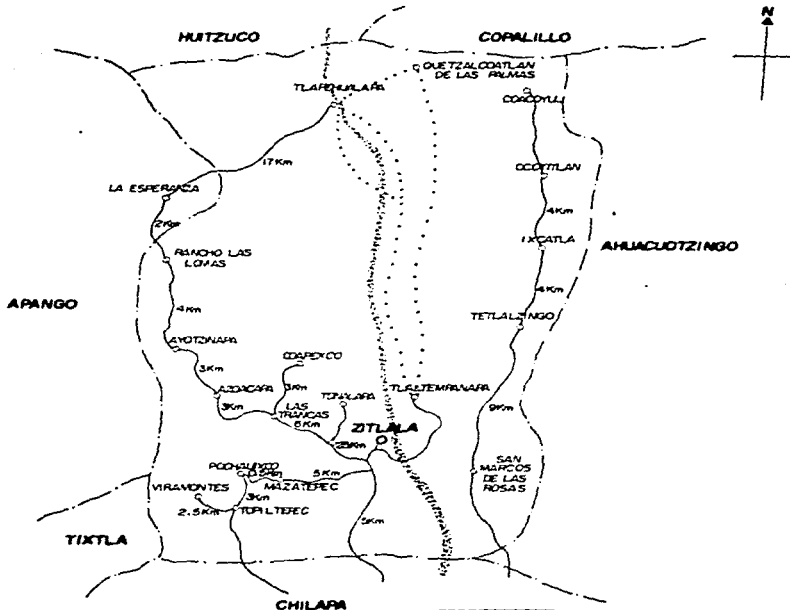 N
HUITZUCO
COPALILLO
QUETZALCOATLAN
DE LAS PALMAS
TLAPEHUALAPA
COACOYUL
OCOTITLAN
17Km
LA ESPERANZA
4Km
2Km
IXCATLA
AHUACUOTZINGO
RANCHO LAS
LOMAS
4Km
APANGO
4Km
TETLALZINGO
AYOTZINAPA
COAPEXCO
3Km
3Km
TONALAPA
TLALTEMPANAPA
AZOACAPA
3Km
LAS
TRANCAS
9Km
6Km
ZITLALA
SAN
MARCOS
DE LAS
ROSAS
5Km
MAZATEPEC
VIRAMONTES
3Km
2.5Km
TOPILTEPEC
5Km
TIXTLA
CHILAPA